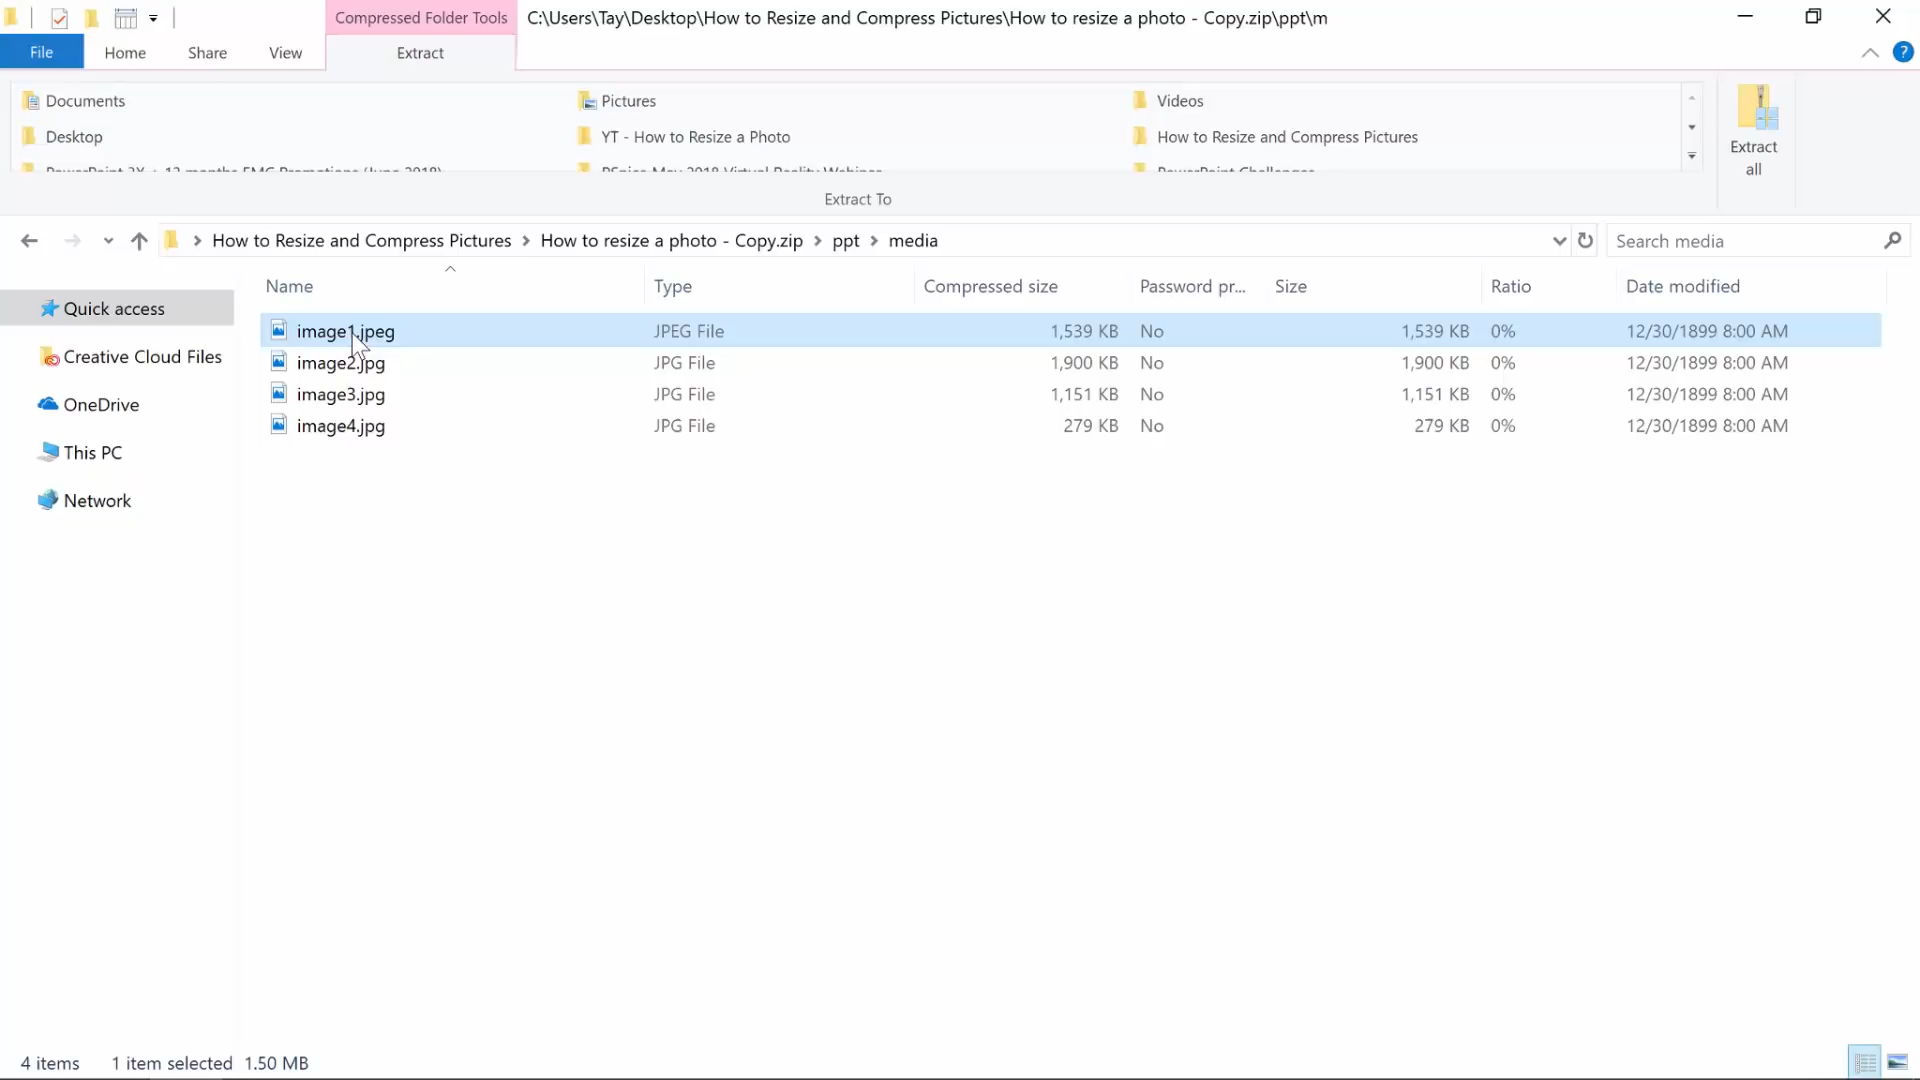 Compressed Folder Tools C:\Users\Tay\Desktop\How to Resize and Compress Pictures\How to resize a photo - Copy.zip\ppt\m
File Home Share View Extract
Documents Pictures Videos
Desktop YT - How to Resize a Photo How to Resize and Compress Pictures
Extract
all
Extract To
How to Resize and Compress Pictures How to resize a photo - Copy.zip ppt media Search media
Name Type Compressed size Password pr... Size Ratio Date modified
Quick access
image1.jpeg JPEG File 1,539 KB No 1,539 KB 0% 12/30/1899 8:00 AM
Creative Cloud Files
image2.jpg JPG File 1,900 KB No 1,900 KB 0% 12/30/1899 8:00 AM
image3.jpg JPG File 1,151 KB No 1,151 KB 0% 12/30/1899 8:00 AM
OneDrive
image4.jpg JPG File 279 KB No 279 KB 0% 12/30/1899 8:00 AM
This PC
Network
4 items 1 item selected 1.50 MB